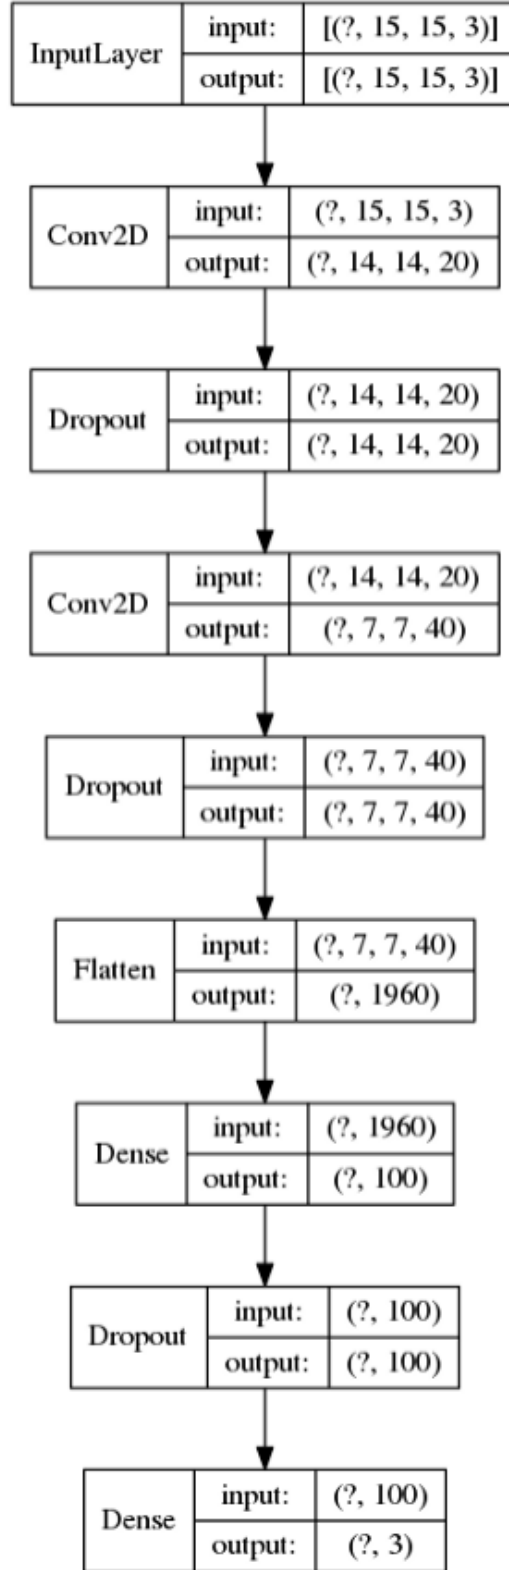 InputLayer
input: [(?, 15, 15, 3)]
output: [(?, 15, 15, 3)]
Conv2D
input: (?, 15, 15, 3)
output: (?, 14, 14, 20)
Dropout
input: (?, 14, 14, 20)
output: (?, 14, 14, 20)
Conv2D
input: (?, 14, 14, 20)
output: (?, 7, 7, 40)
Dropout
input: (?, 7, 7, 40)
output: (?, 7, 7, 40)
Flatten
input: (?, 7, 7, 40)
output: (?, 1960)
Dense
input: (?, 1960)
output: (?, 100)
Dropout
input: (?, 100)
output: (?, 100)
Dense
input: (?, 100)
output: (?, 3)